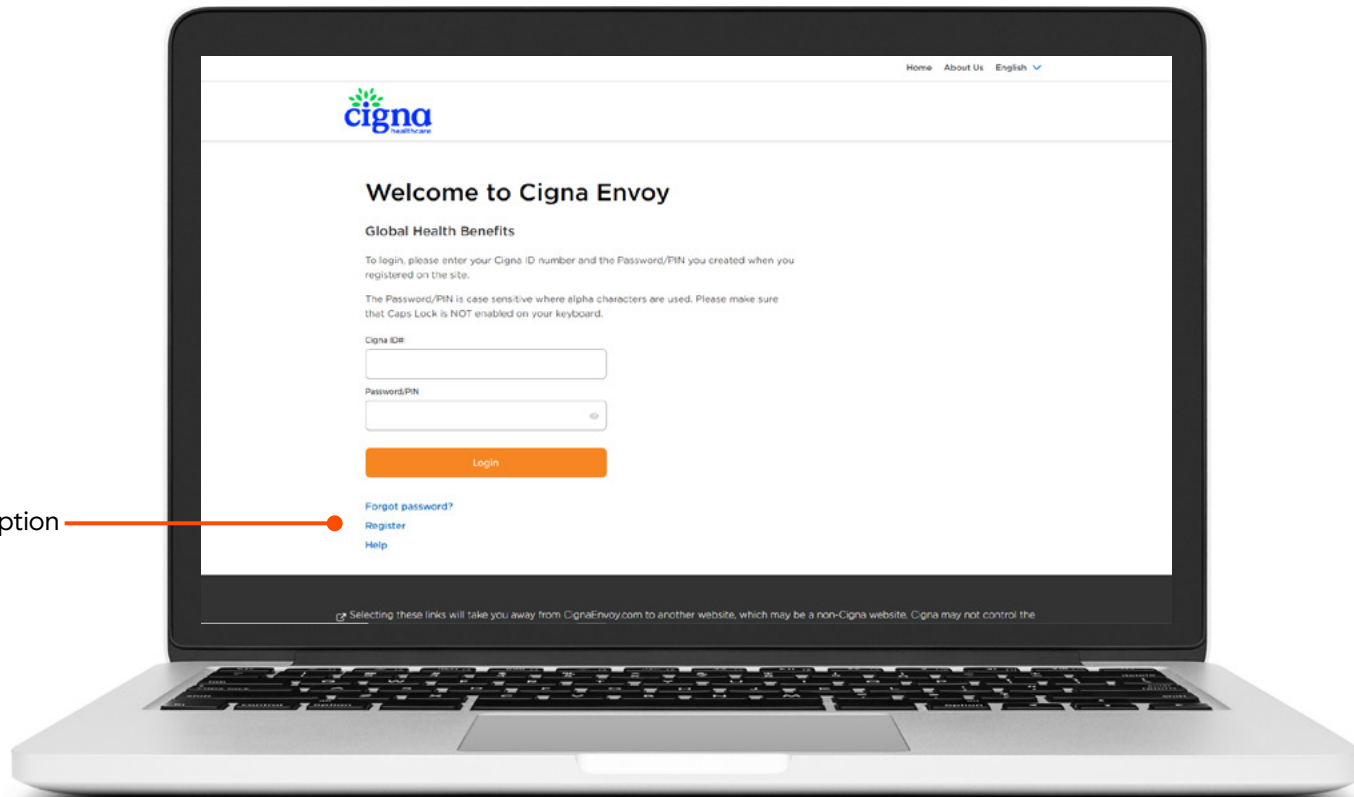 Home About Us English
cigna
healthcare
Welcome to Cigna Envoy
Global Health Benefits
To login, please enter your Cigna ID number and the Password/PIN you created when you
registered on the site.
The Password/PIN is case sensitive where alpha characters are used. Please make sure
that Caps Lock is NOT enabled on your keyboard.
Cigna ID#:
Password/PIN
Login
Forgot password?
ption
Register
Help
Selecting these links will take you away from CignaEnvoy.com to another website, which may be a non-Cigna website. Cigna may not control the
control option
option